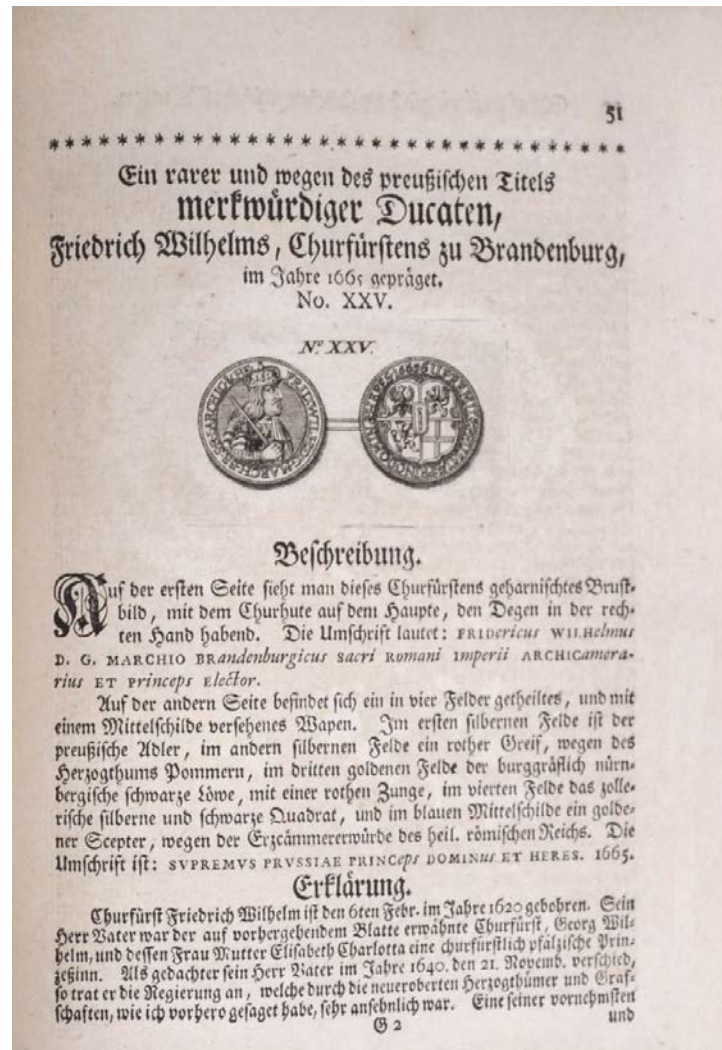 51
Ein rarer und wegen des preußischen Titels
merkwürdiger Ducaten,
Friedrich Wilhelms, Churfürstens zu Brandenburg,
im Jahre 1665 gepräget.
No. XXV.
No. XXV.
Beschreibung.
Auf der ersten Seite sieht man dieses Churfürstens geharnischtes Brust-
bild, mit dem Churhute auf dem Haupte, den Degen in der rech-
ten Hand habend. Die Umschrift lautet: FRIDericus WILHelmus
D. G. MARCHIO BRandenburgicus sacri Romani Imperii ARCHICamera-
rius ET Princeps Elector.
Auf der andern Seite befindet sich ein in vier Felder getheiltes, und mit
einem Mittelschilde versehenes Wapen. Im ersten silbernen Felde ist der
preußische Adler, im andern silbernen Felde ein rother Greif, wegen des
Herzogthums Pommern, im dritten goldenen Felde der burggräflich nürn-
bergische schwarze Löwe, mit einer rothen Zunge, im vierten Felde das zolle-
rische silberne und schwarze Quadrat, und im blauen Mittelschilde ein golde-
ner Scepter, wegen der Erzcämmererwürde des heil. römischen Reichs. Die
Umschrift ist: SVPREMVS PRVSSIAE PRINCeps DOMINus ET HERES. 1665.
Erklärung.
Churfürst Friedrich Wilhelm ist den 6ten Febr. im Jahre 1620 gebohren. Sein
Herr Vater war der auf vorhergehendem Blatte erwähnte Churfürst, Georg Wil-
helm, und dessen Frau Mutter Elisabeth Charlotta eine churfürstlich pfälzische Prin-
zeßinn. Als gedachter sein Herr Vater im Jahre 1640. den 21. Novemb. verschied,
so trat er die Regierung an, welche durch die neueroberten Herzogthümer und Graf-
schaften, wie ich vorhero gesaget habe, sehr ansehnlich war. Eine seiner vornehmsten
G 2 und